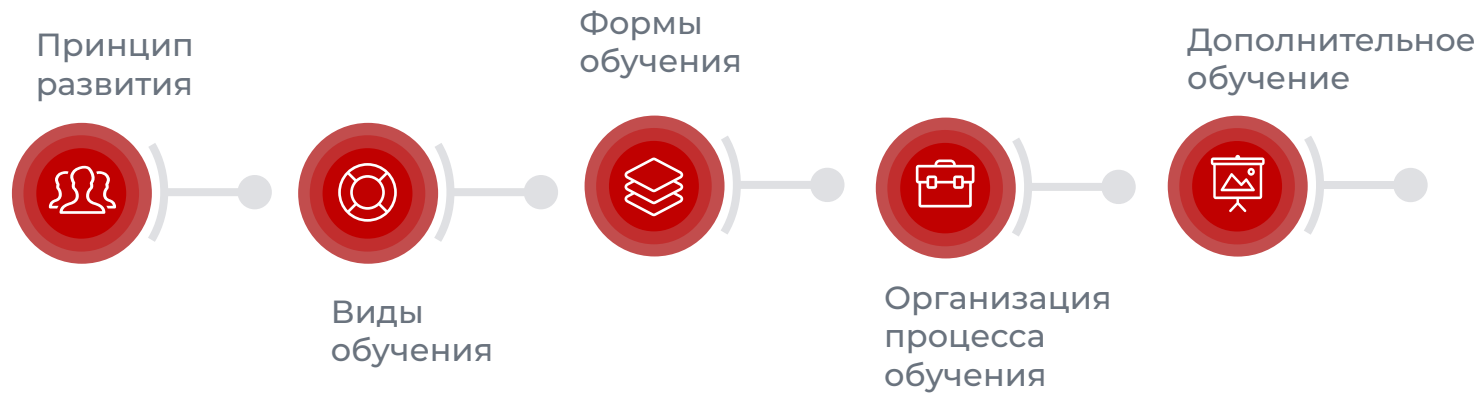 Принцип
развития
Виды
обучения
Формы
обучения
Организация
процесса
обучения
Дополнительное
обучение